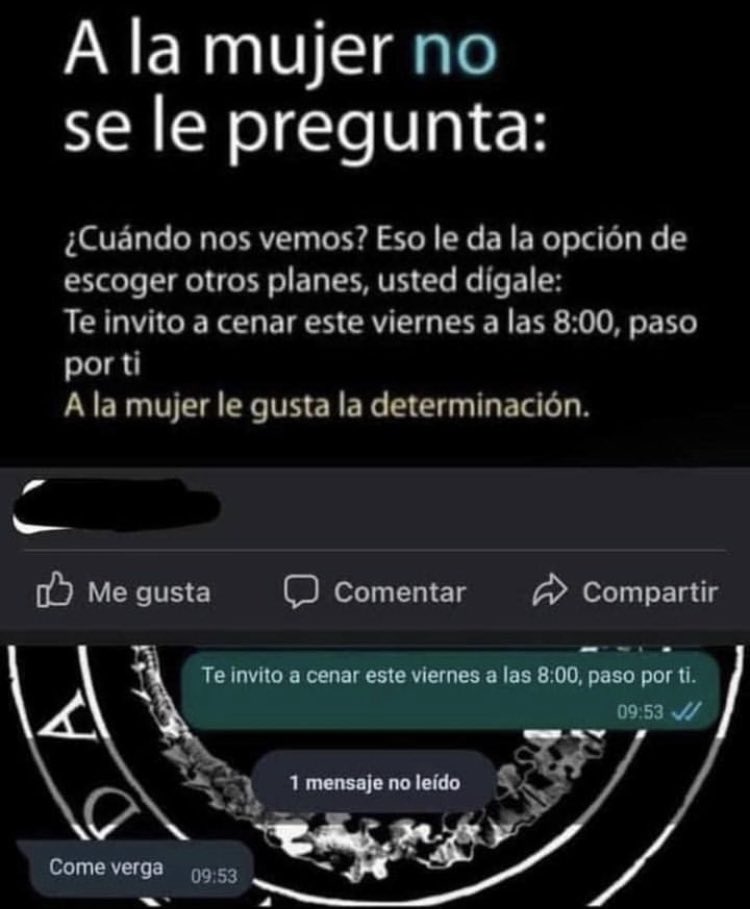 A la mujer no
se le pregunta:
¿Cuándo nos vemos? Eso le da la opción de
escoger otros planes, usted dígale:
Te invito a cenar este viernes a las 8:00, paso
por ti
A la mujer le gusta la determinación.
Me gusta
Comentar
Compartir
Te invito a cenar este viernes a las 8:00, paso por ti.
09:53
1 mensaje no leído
Come verga
09:53
A
D